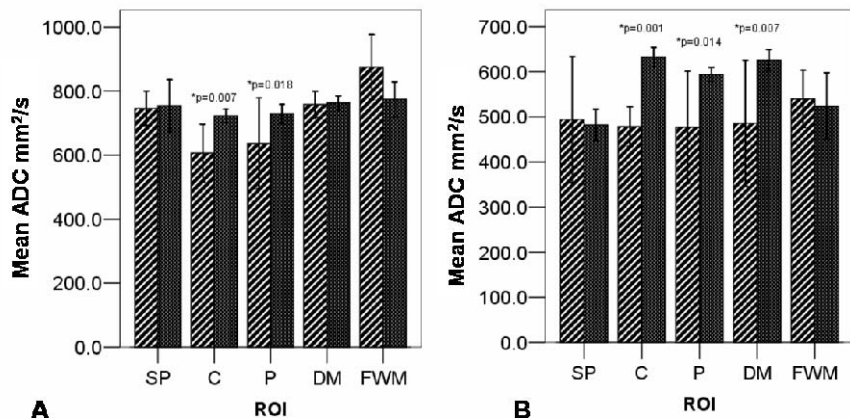 Mean ADC mm²/s
1000.0
800.0
600.0
400.0
200.0
0.0
*p=0.007
*p=0.018
SP C P DM FWM
ROI
A
Mean ADC mm²/s
700.0
600.0
500.0
400.0
300.0
200.0
100.0
0.0
*p=0.001
*p=0.014
*p=0.007
SP C P DM FWM
ROI
B